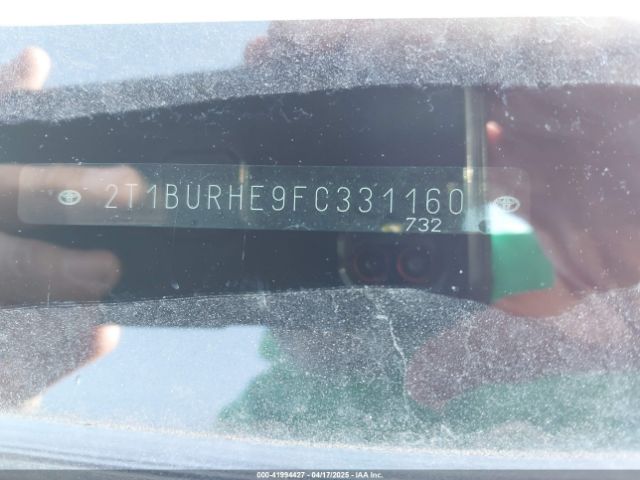 2T1BURHE9FC331160
732
000-41994427 - 04/17/2025 - IAA Inc.